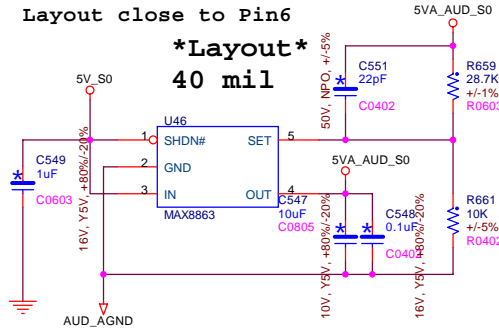 Layout close to Pin6
*Layout*
40 mil
5VA_AUD_S0
5V_S0
50V, NPO, +/-5%
*
C551
22pF
C0402
R659
28.7K
+/-1%
R0603
U46
1
SHDN#
SET
5
2
GND
3
IN
OUT
4
MAX8863
*
C549
1uF
C0603
16V, Y5V, +80%/-20%
5VA_AUD_S0
C547
10uF
C0805
10V, Y5V, +80%/-20%
*
*
C548
0.1uF
C0402
16V, Y5V, +80%/-20%
R661
10K
+/-5%
R0402
AUD_AGND